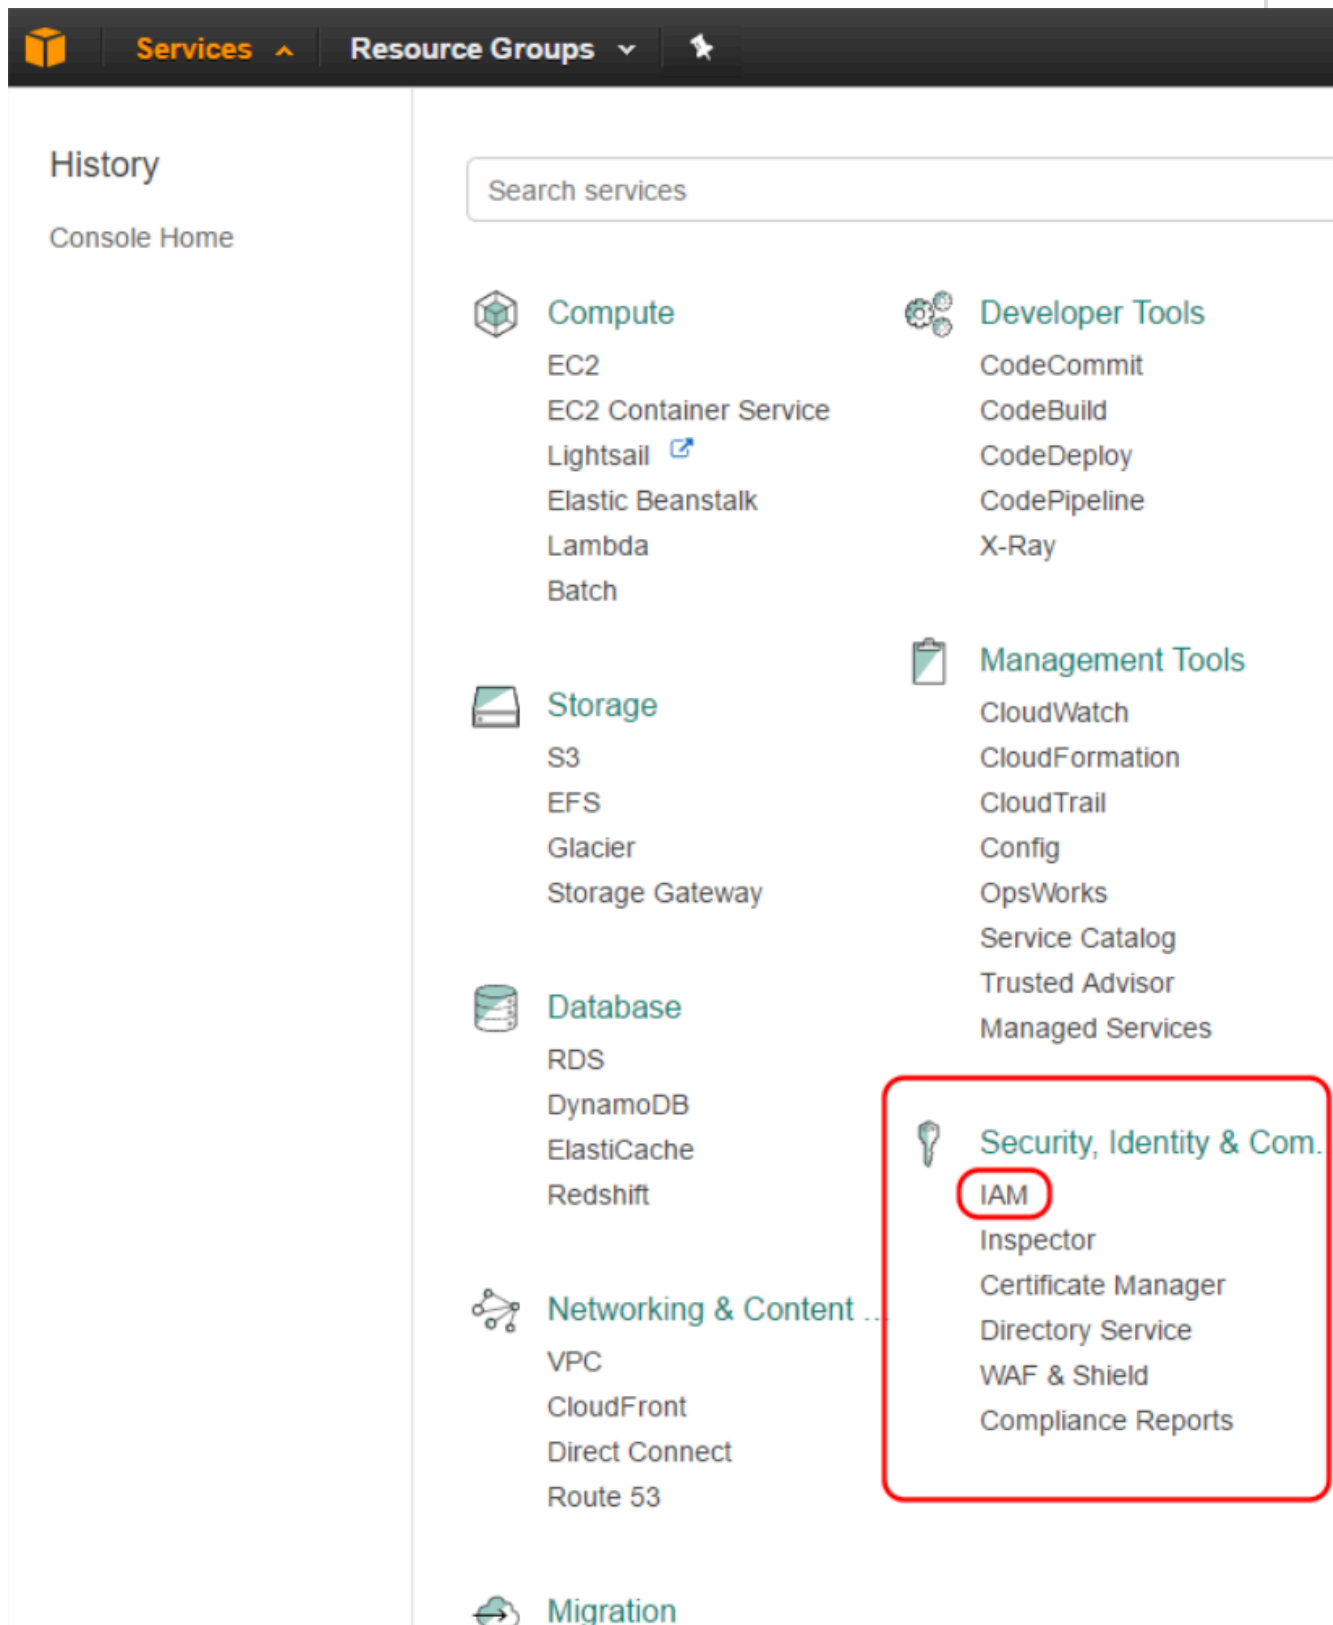 Services
Resource Groups
History
Console Home
Search services
Compute
EC2
EC2 Container Service
Lightsail
Elastic Beanstalk
Lambda
Batch
Storage
S3
EFS
Glacier
Storage Gateway
Database
RDS
DynamoDB
ElastiCache
Redshift
Networking & Content ...
VPC
CloudFront
Direct Connect
Route 53
Migration
Developer Tools
CodeCommit
CodeBuild
CodeDeploy
CodePipeline
X-Ray
Management Tools
CloudWatch
CloudFormation
CloudTrail
Config
OpsWorks
Service Catalog
Trusted Advisor
Managed Services
Security, Identity & Com.
IAM
Inspector
Certificate Manager
Directory Service
WAF & Shield
Compliance Reports